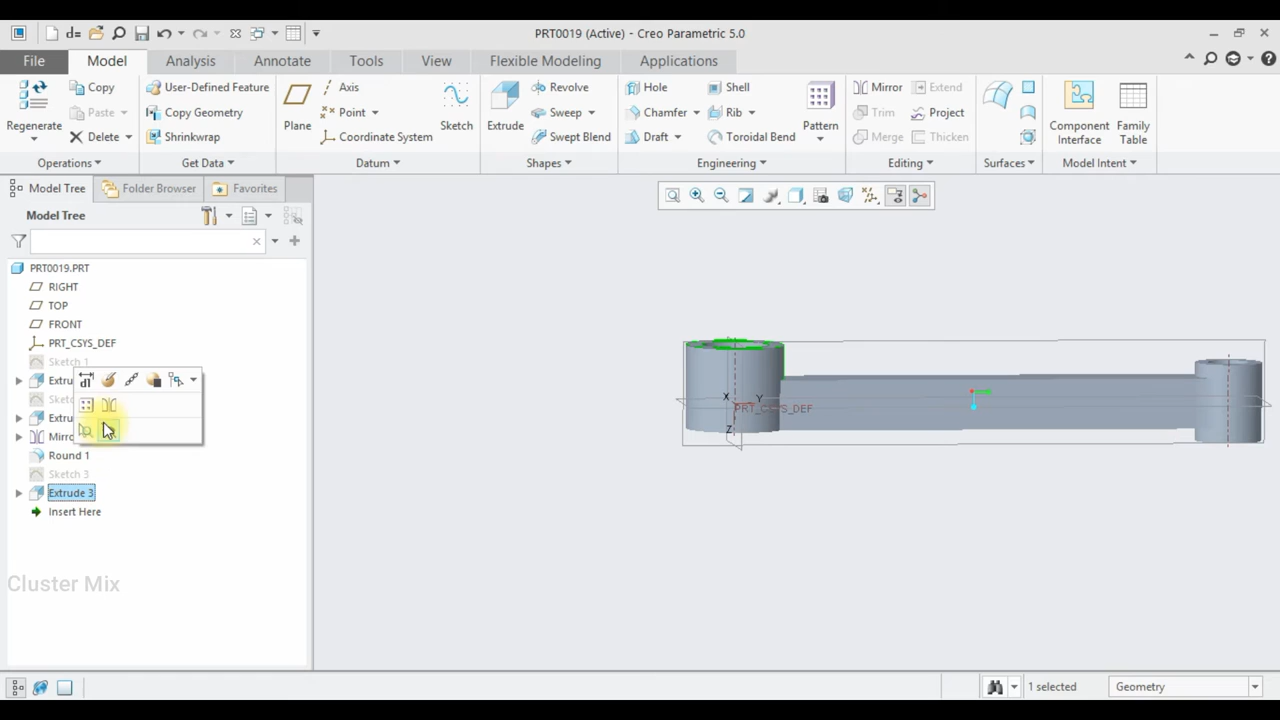 d=
PRT0019 (Active) - Creo Parametric 5.0
File Model Analysis Annotate Tools View Flexible Modeling Applications
Regenerate
Copy
Paste
Delete
User-Defined Feature
Copy Geometry
Shrinkwrap
Plane
Axis
Point
Coordinate System
Sketch
Extrude
Revolve
Sweep
Swept Blend
Hole
Chamfer
Draft
Shell
Rib
Toroidal Bend
Pattern
Mirror
Trim
Merge
Extend
Project
Thicken
Component
Interface
Family
Table
Operations Get Data Datum Shapes Engineering Editing Surfaces Model Intent
Model Tree Folder Browser Favorites
Model Tree
PRT0019.PRT
RIGHT
TOP
FRONT
PRT_CSYS_DEF
Sketch 1
Extru
Sketc
Extru
Mirro
Round 1
Sketch 3
Extrude 3
Insert Here
X Y
PRT_CSYS_DEF
Z
Cluster Mix
1 selected
Geometry